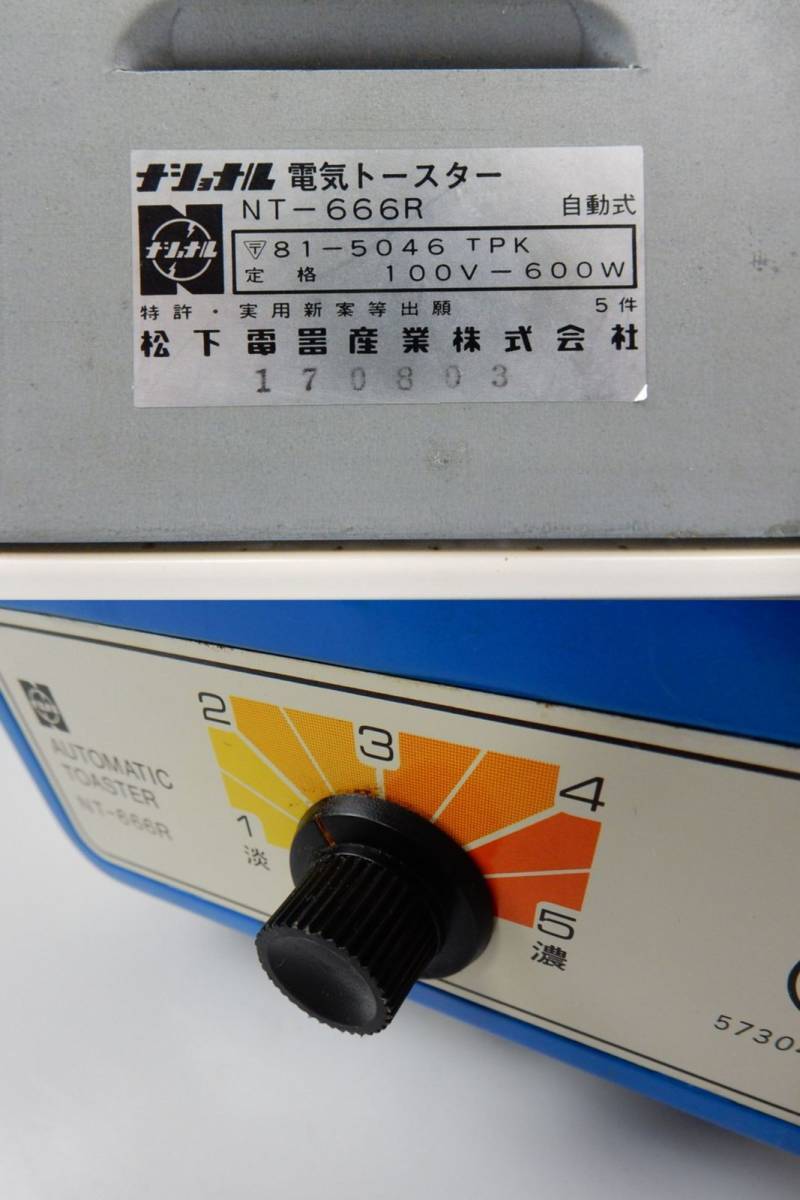 ナショナル 電気トースター
NT-666R 自動式
ナショナル
〒81-5046 TPK
定格 100V-600W
特許・実用新案等出願 5件
松下電器産業株式会社
170803
AUTOMATIC
TOASTER
NT-666R
2
3
4
1
淡
5
濃